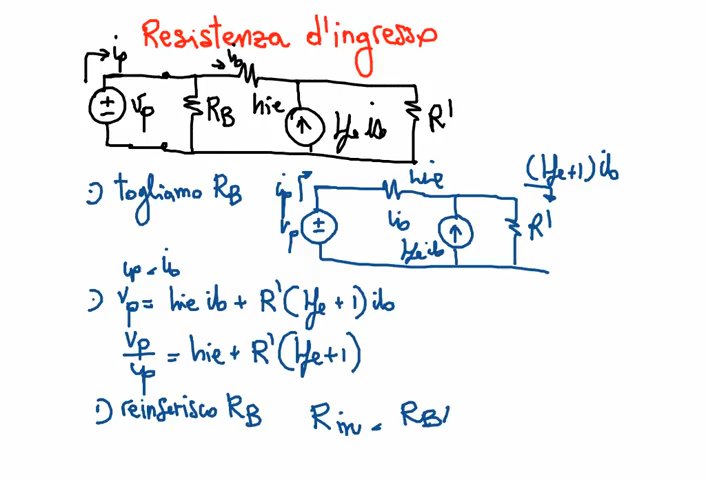 Resistenza d'ingresso
ip
ib
vp RB hie hfe ib R'
:) togliamo RB
ip hie (hfe+1) ib
vp ib hfe ib R'
ip = ib
:) vp = hie ib + R' (hfe + 1) ib
vp/ip = hie + R' (hfe+1)
:) reinserisco RB Rin = RB/